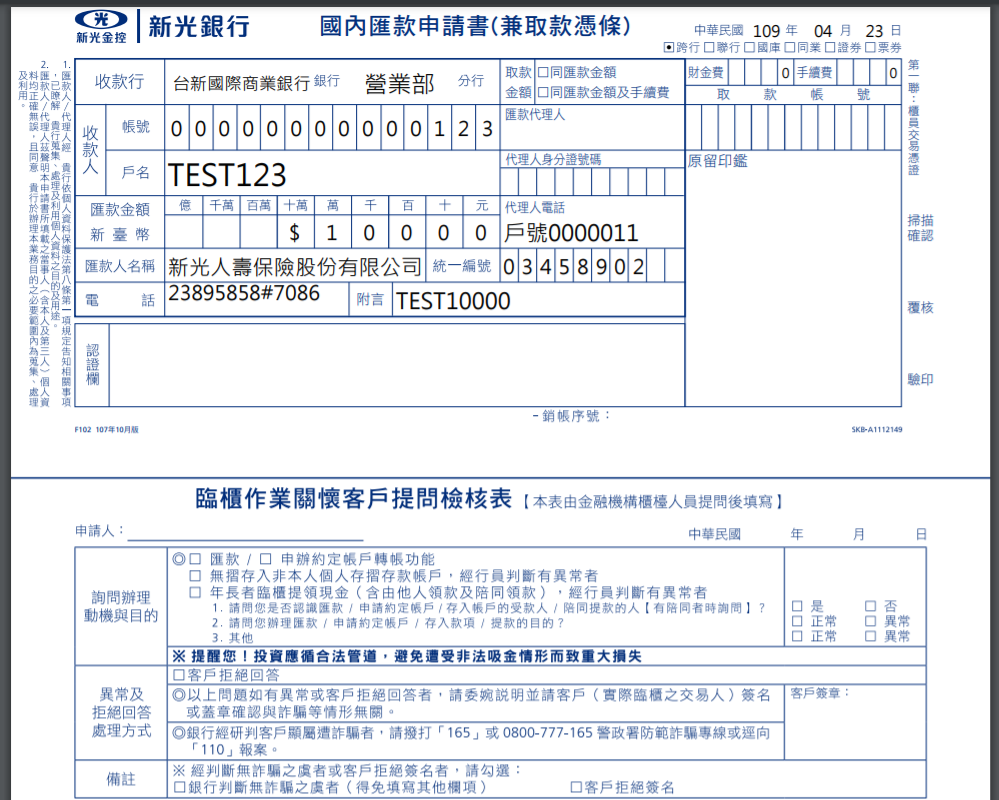 新光金控 新光銀行 國內匯款申請書(兼取款憑條)
中華民國 109 年 04 月 23 日
☑跨行 □聯行 □國庫 □同業 □證券 □票券
收款行 台新國際商業銀行 銀行 營業部 分行
取款金額 □同匯款金額
□同匯款金額及手續費
財金費 0 手續費 0
取 款 帳 號
收款人 帳號 0 0 0 0 0 0 0 0 0 0 0 1 2 3
戶名 TEST123
匯款代理人
代理人身分證號碼
原留印鑑
匯款金額 新臺幣
億 千萬 百萬 十萬 萬 千 百 十 元
$ 1 0 0 0 0
代理人電話
戶號0000011
匯款人名稱 新光人壽保險股份有限公司 統一編號 0 3 4 5 8 9 0 2
電 話 23895858#7086 附言 TEST10000
認證欄
第一聯：櫃員交易憑證
掃描確認
覆核
驗印
1. 匯款人/代理人經 貴行依個人資料保護法第八條第一項規定告知相關事項，已瞭解 貴行蒐集、處理及利用個人資料之目的及用途。
2. 匯款人/代理人茲聲明本申請書所填載之當事人（含本人及第三人）個人資料均正確無誤，且同意 貴行於辦理本業務目的之必要範圍內為蒐集、處理及利用。
-銷帳序號：
F102 107年10月版
SKB•A1112149
臨櫃作業關懷客戶提問檢核表【本表由金融機構櫃檯人員提問後填寫】
申請人：
中華民國 年 月 日
詢問辦理動機與目的
◎□ 匯款 / □ 申辦約定帳戶轉帳功能
□ 無摺存入非本人個人存摺存款帳戶，經行員判斷有異常者
□ 年長者臨櫃提領現金（含由他人領款及陪同領款），經行員判斷有異常者
1. 請問您是否認識匯款 / 申請約定帳戶 / 存入帳戶的受款人 / 陪同提款的人【有陪同者時詢問】？
2. 請問您辦理匯款 / 申請約定帳戶 / 存入款項 / 提款的目的？
3. 其他
□ 是 □ 否
□ 正常 □ 異常
□ 正常 □ 異常
※ 提醒您！投資應循合法管道，避免遭受非法吸金情形而致重大損失
異常及拒絕回答處理方式
□客戶拒絕回答
◎以上問題如有異常或客戶拒絕回答者，請委婉説明並請客戶（實際臨櫃之交易人）簽名
或蓋章確認與詐騙等情形無關。
客戶簽章：
◎銀行經研判客戶顯屬遭詐騙者，請撥打「165」或 0800-777-165 警政署防範詐騙專線或逕向
「110」報案。
備註
※ 經判斷無詐騙之虞者或客戶拒絕簽名者，請勾選：
□銀行判斷無詐騙之虞者（得免填寫其他欄項） □客戶拒絕簽名